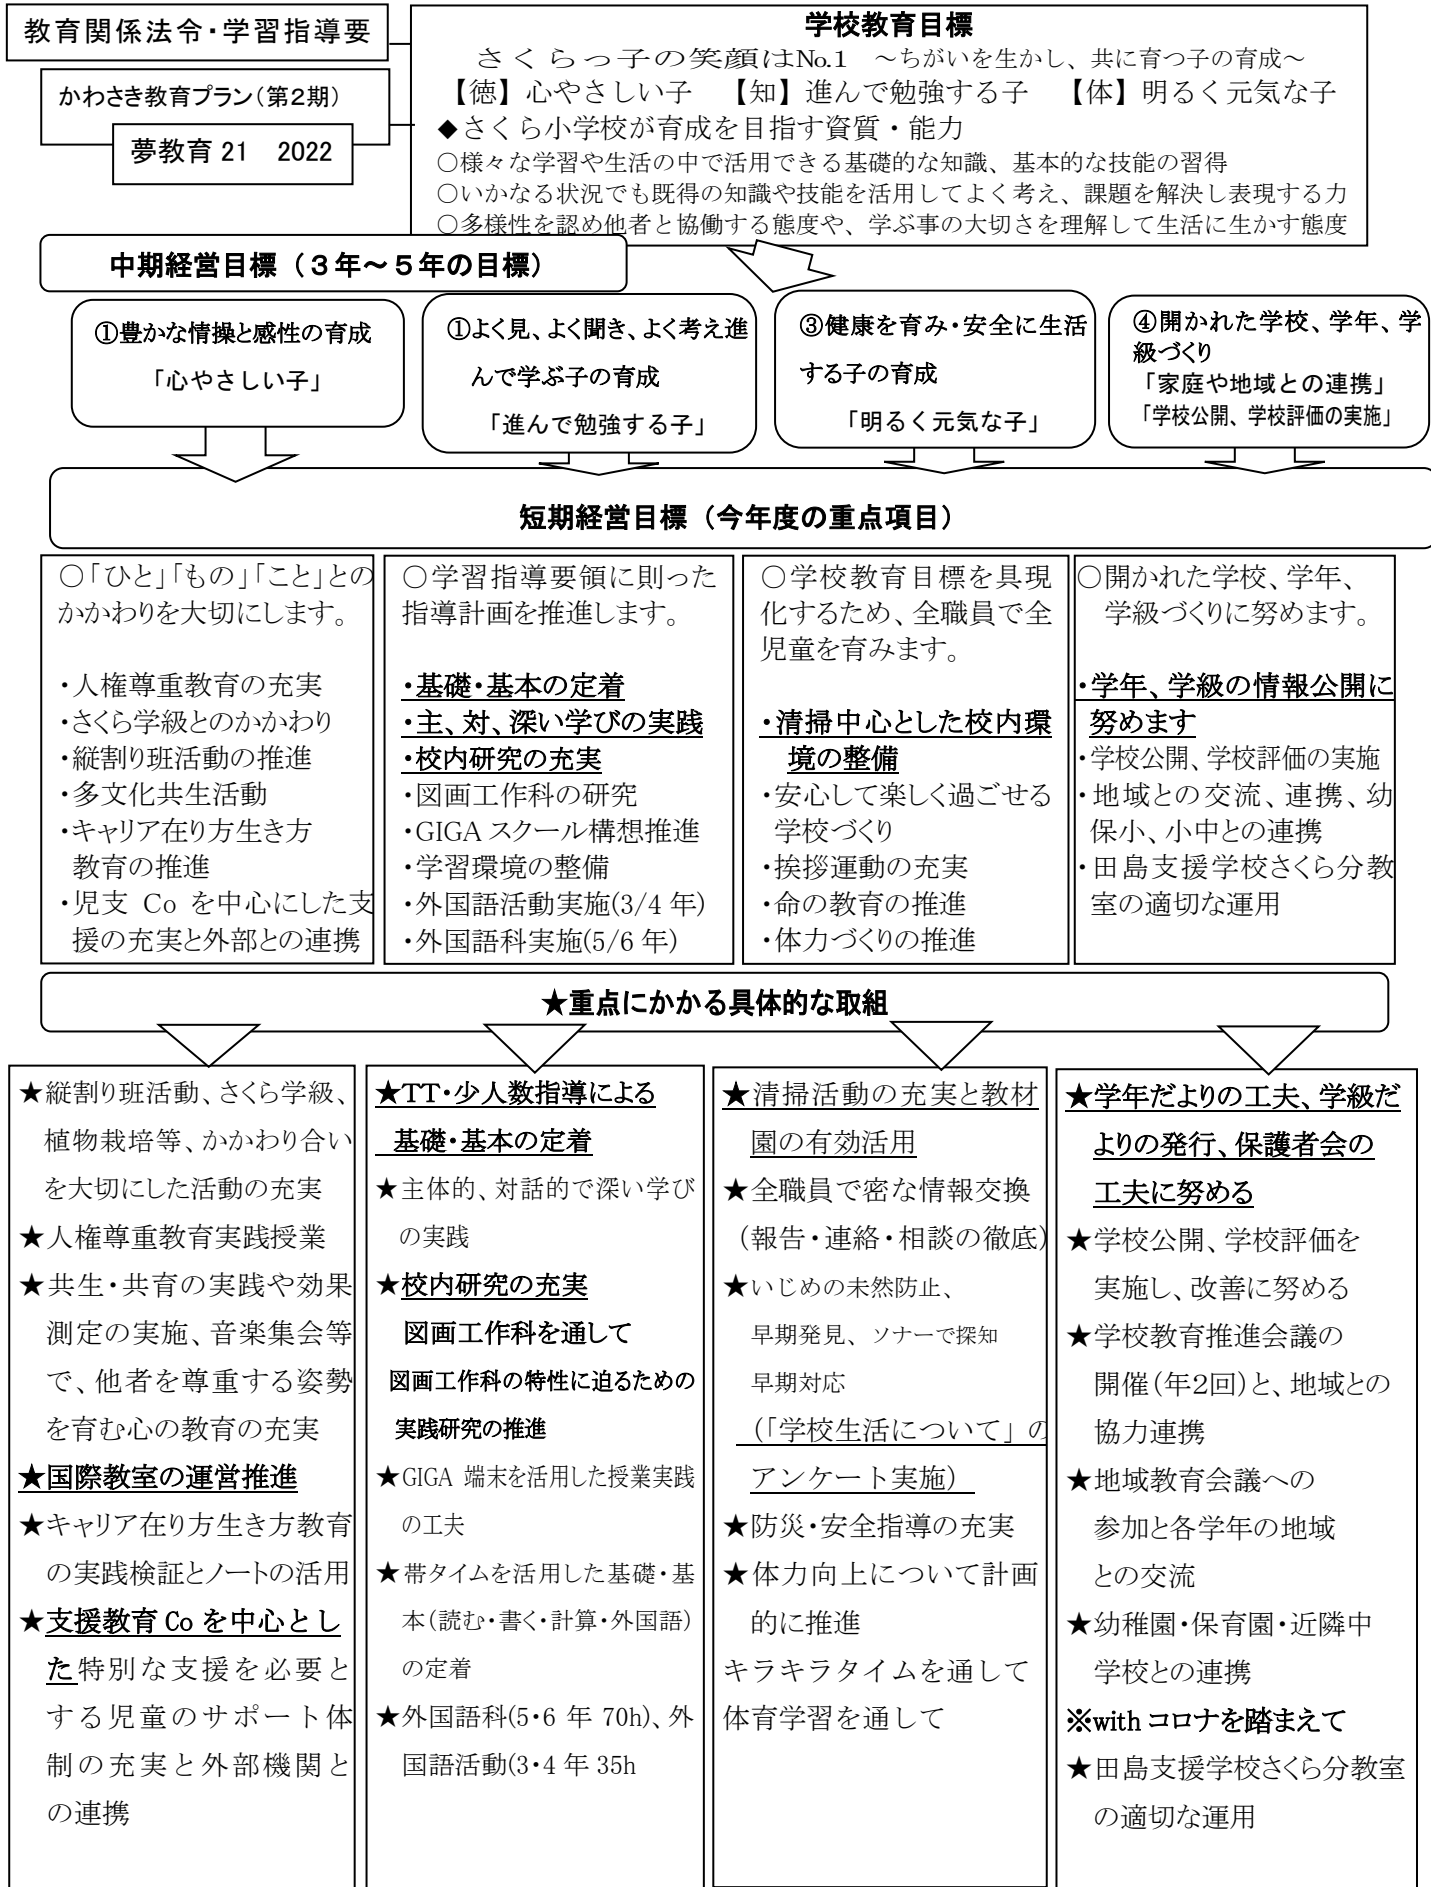 教育関係法令・学習指導要
かわさき教育プラン（第２期）
夢教育 21　2022
学校教育目標
さくらっ子の笑顔はNo.1　～ちがいを生かし、共に育つ子の育成～
【徳】心やさしい子　【知】進んで勉強する子　【体】明るく元気な子
◆さくら小学校が育成を目指す資質・能力
○様々な学習や生活の中で活用できる基礎的な知識、基本的な技能の習得
○いかなる状況でも既得の知識や技能を活用してよく考え、課題を解決し表現する力
○多様性を認め他者と協働する態度や、学ぶ事の大切さを理解して生活に生かす態度
中期経営目標（３年～５年の目標）
①豊かな情操と感性の育成
「心やさしい子」
①よく見、よく聞き、よく考え進
んで学ぶ子の育成
「進んで勉強する子」
③健康を育み・安全に生活
する子の育成
「明るく元気な子」
④開かれた学校、学年、学
級づくり
「家庭や地域との連携」
「学校公開、学校評価の実施」
短期経営目標（今年度の重点項目）
○「ひと」「もの」「こと」との
かかわりを大切にします。
・人権尊重教育の充実
・さくら学級とのかかわり
・縦割り班活動の推進
・多文化共生活動
・キャリア在り方生き方
教育の推進
・児支 Co を中心にした支
援の充実と外部との連携
○学習指導要領に則った
指導計画を推進します。
・基礎・基本の定着
・主、対、深い学びの実践
・校内研究の充実
・図画工作科の研究
・GIGA スクール構想推進
・学習環境の整備
・外国語活動実施(3/4 年)
・外国語科実施(5/6 年)
○学校教育目標を具現
化するため、全職員で全
児童を育みます。
・清掃中心とした校内環
境の整備
・安心して楽しく過ごせる
学校づくり
・挨拶運動の充実
・命の教育の推進
・体力づくりの推進
○開かれた学校、学年、
学級づくりに努めます。
・学年、学級の情報公開に
努めます
・学校公開、学校評価の実施
・地域との交流、連携、幼
保小、小中との連携
・田島支援学校さくら分教
室の適切な運用
★重点にかかる具体的な取組
★縦割り班活動、さくら学級、
植物栽培等、かかわり合い
を大切にした活動の充実
★人権尊重教育実践授業
★共生・共育の実践や効果
測定の実施、音楽集会等
で、他者を尊重する姿勢
を育む心の教育の充実
★国際教室の運営推進
★キャリア在り方生き方教育
の実践検証とノートの活用
★支援教育 Co を中心とし
た特別な支援を必要と
する児童のサポート体
制の充実と外部機関と
の連携
★TT・少人数指導による
基礎・基本の定着
★主体的、対話的で深い学び
の実践
★校内研究の充実
図画工作科を通して
図画工作科の特性に迫るための
実践研究の推進
★GIGA 端末を活用した授業実践
の工夫
★帯タイムを活用した基礎・基
本（読む・書く・計算・外国語）
の定着
★外国語科(5・6 年 70h)、外
国語活動(3・4 年 35h
★清掃活動の充実と教材
園の有効活用
★全職員で密な情報交換
（報告・連絡・相談の徹底）
★いじめの未然防止、
早期発見、ソナーで探知
早期対応
（「学校生活について」の
アンケート実施）
★防災・安全指導の充実
★体力向上について計画
的に推進
キラキラタイムを通して
体育学習を通して
★学年だよりの工夫、学級だ
よりの発行、保護者会の
工夫に努める
★学校公開、学校評価を
実施し、改善に努める
★学校教育推進会議の
開催（年２回）と、地域との
協力連携
★地域教育会議への
参加と各学年の地域
との交流
★幼稚園・保育園・近隣中
学校との連携
※with コロナを踏まえて
★田島支援学校さくら分教室
の適切な運用